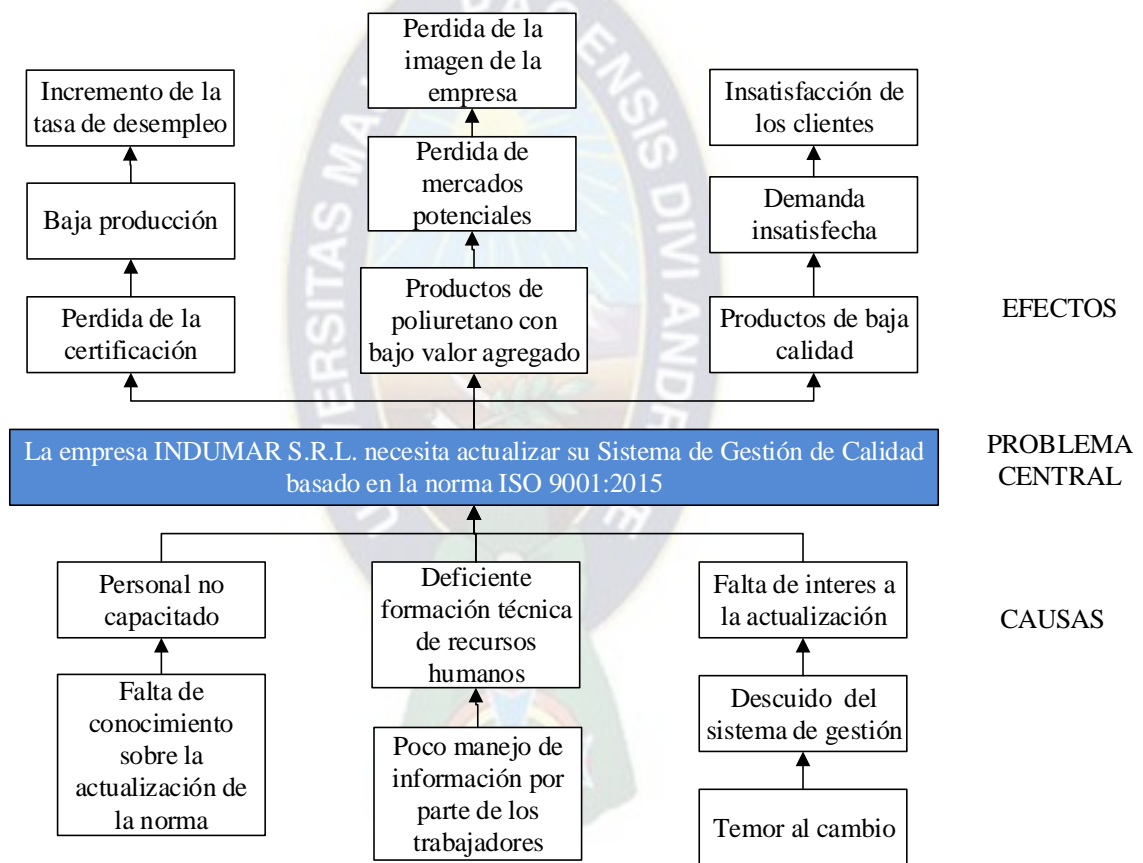 Perdida de la
imagen de la
empresa
Incremento de la
tasa de desempleo
Insatisfacción de
los clientes
Perdida de
mercados
potenciales
Baja producción
Demanda
insatisfecha
Perdida de la
certificación
Productos de
poliuretano con
bajo valor agregado
Productos de baja
calidad
EFECTOS
La empresa INDUMAR S.R.L. necesita actualizar su Sistema de Gestión de Calidad
basado en la norma ISO 9001:2015
PROBLEMA
CENTRAL
Personal no
capacitado
Deficiente
formación técnica
de recursos
humanos
Falta de interes a
la actualización
CAUSAS
Falta de
conocimiento
sobre la
actualización de
la norma
Poco manejo de
información por
parte de los
trabajadores
Descuido del
sistema de gestión
Temor al cambio